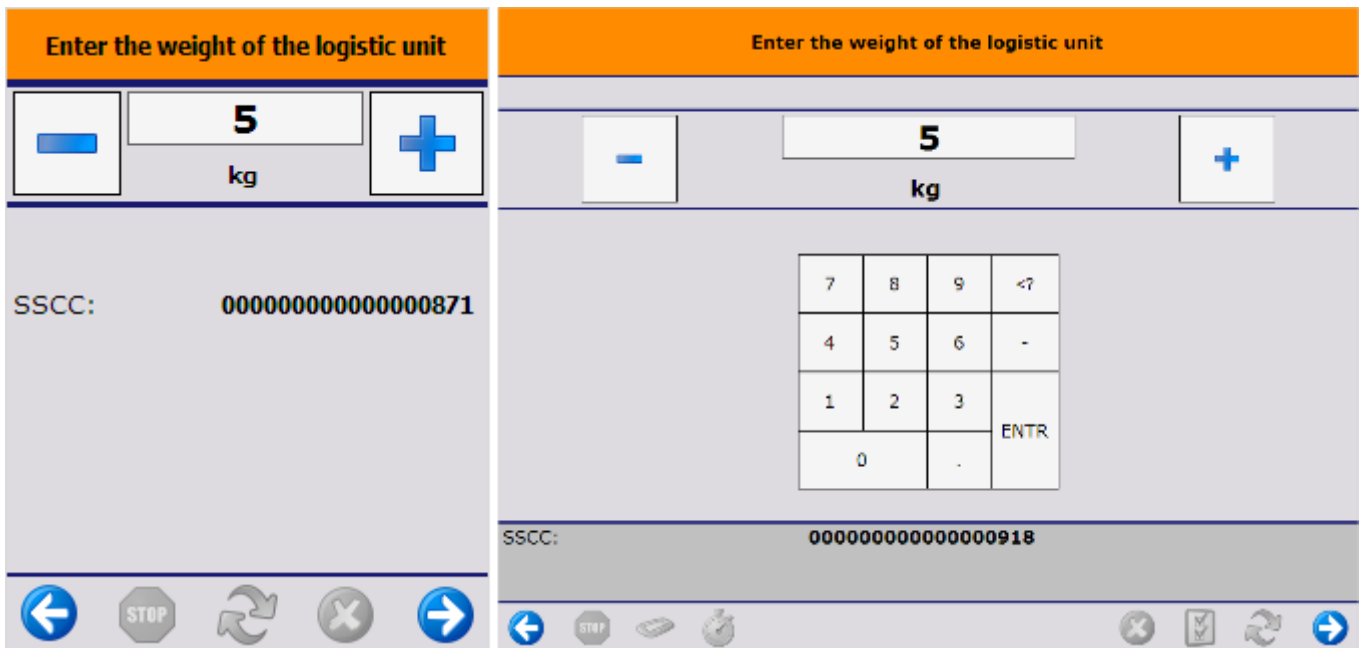 Enter the weight of the logistic unit
5
kg
SSCC: 000000000000000871
STOP
Enter the weight of the logistic unit
5
kg
7 8 9 <?
4 5 6 -
1 2 3
ENTR
0 .
SSCC: 000000000000000918
STOP